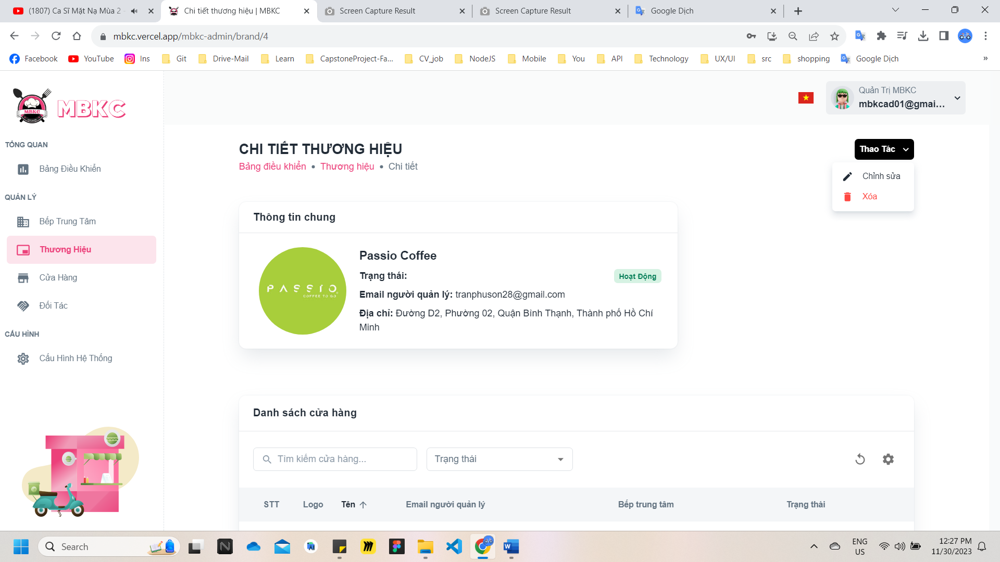 (1807) Ca Sĩ Mặt Nạ Mùa 2
Chi tiết thương hiệu | MBKC
Screen Capture Result
Screen Capture Result
Google Dịch
mbkc.vercel.app/mbkc-admin/brand/4
Facebook
YouTube
Ins
Git
Drive-Mail
Learn
CapstoneProject-Fa...
CV_job
NodeJS
Mobile
You
API
Technology
UX/UI
src
shopping
Google Dịch
»
MBKC
MBKC
Quản Trị MBKC
mbkcad01@gmai...
TỔNG QUAN
Bảng Điều Khiển
QUẢN LÝ
Bếp Trung Tâm
Thương Hiệu
Cửa Hàng
Đối Tác
CẤU HÌNH
Cấu Hình Hệ Thống
CHI TIẾT THƯƠNG HIỆU
Bảng điều khiển • Thương hiệu • Chi tiết
Thao Tác
Chỉnh sửa
Xóa
Thông tin chung
PASSIO
COFFEE TO GO
Passio Coffee
Trạng thái:
Hoạt Động
Email người quản lý: tranphuson28@gmail.com
Địa chỉ: Đường D2, Phường 02, Quận Bình Thạnh, Thành phố Hồ Chí
Minh
Danh sách cửa hàng
Tìm kiếm cửa hàng...
Trạng thái
STT
Logo
Tên
Email người quản lý
Bếp trung tâm
Trạng thái
Search
ENG
US
12:27 PM
11/30/2023